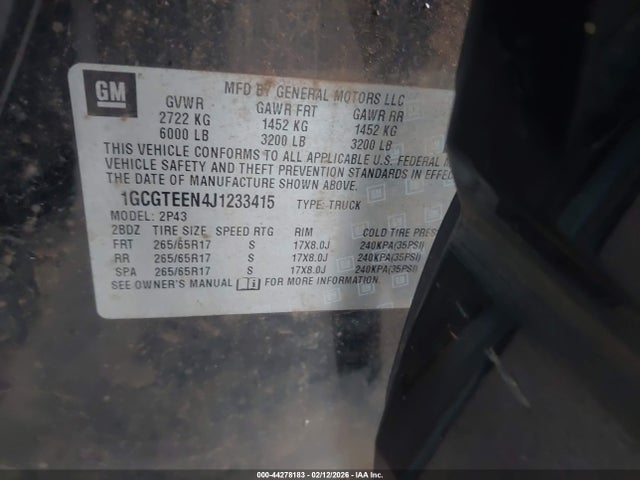 MFD BY GENERAL MOTORS LLC
GM
GVWR GAWR FRT GAWR RR
2722 KG 1452 KG 1452 KG
6000 LB 3200 LB 3200 LB
THIS VEHICLE CONFORMS TO ALL APPLICABLE U.S. FEDERAL
VEHICLE SAFETY AND THEFT PREVENTION STANDARDS IN EFFEC
THE DATE OF MANUFACTURE SHOWN ABOVE.
1GCGTEEN4J1233415 TYPE: TRUCK
MODEL: 2P43
2BDZ TIRE SIZE SPEED RTG RIM COLD TIRE PRES
FRT 265/65R17 S 17X8.0J 240KPA(35PSI)
RR 265/65R17 S 17X8.0J 240KPA(35PSI)
SPA 265/65R17 S 17X8.0J 240KPA(35PSI)
SEE OWNER'S MANUAL FOR MORE INFORMATION.
000-44278183 - 02/12/2026 - IAA Inc.